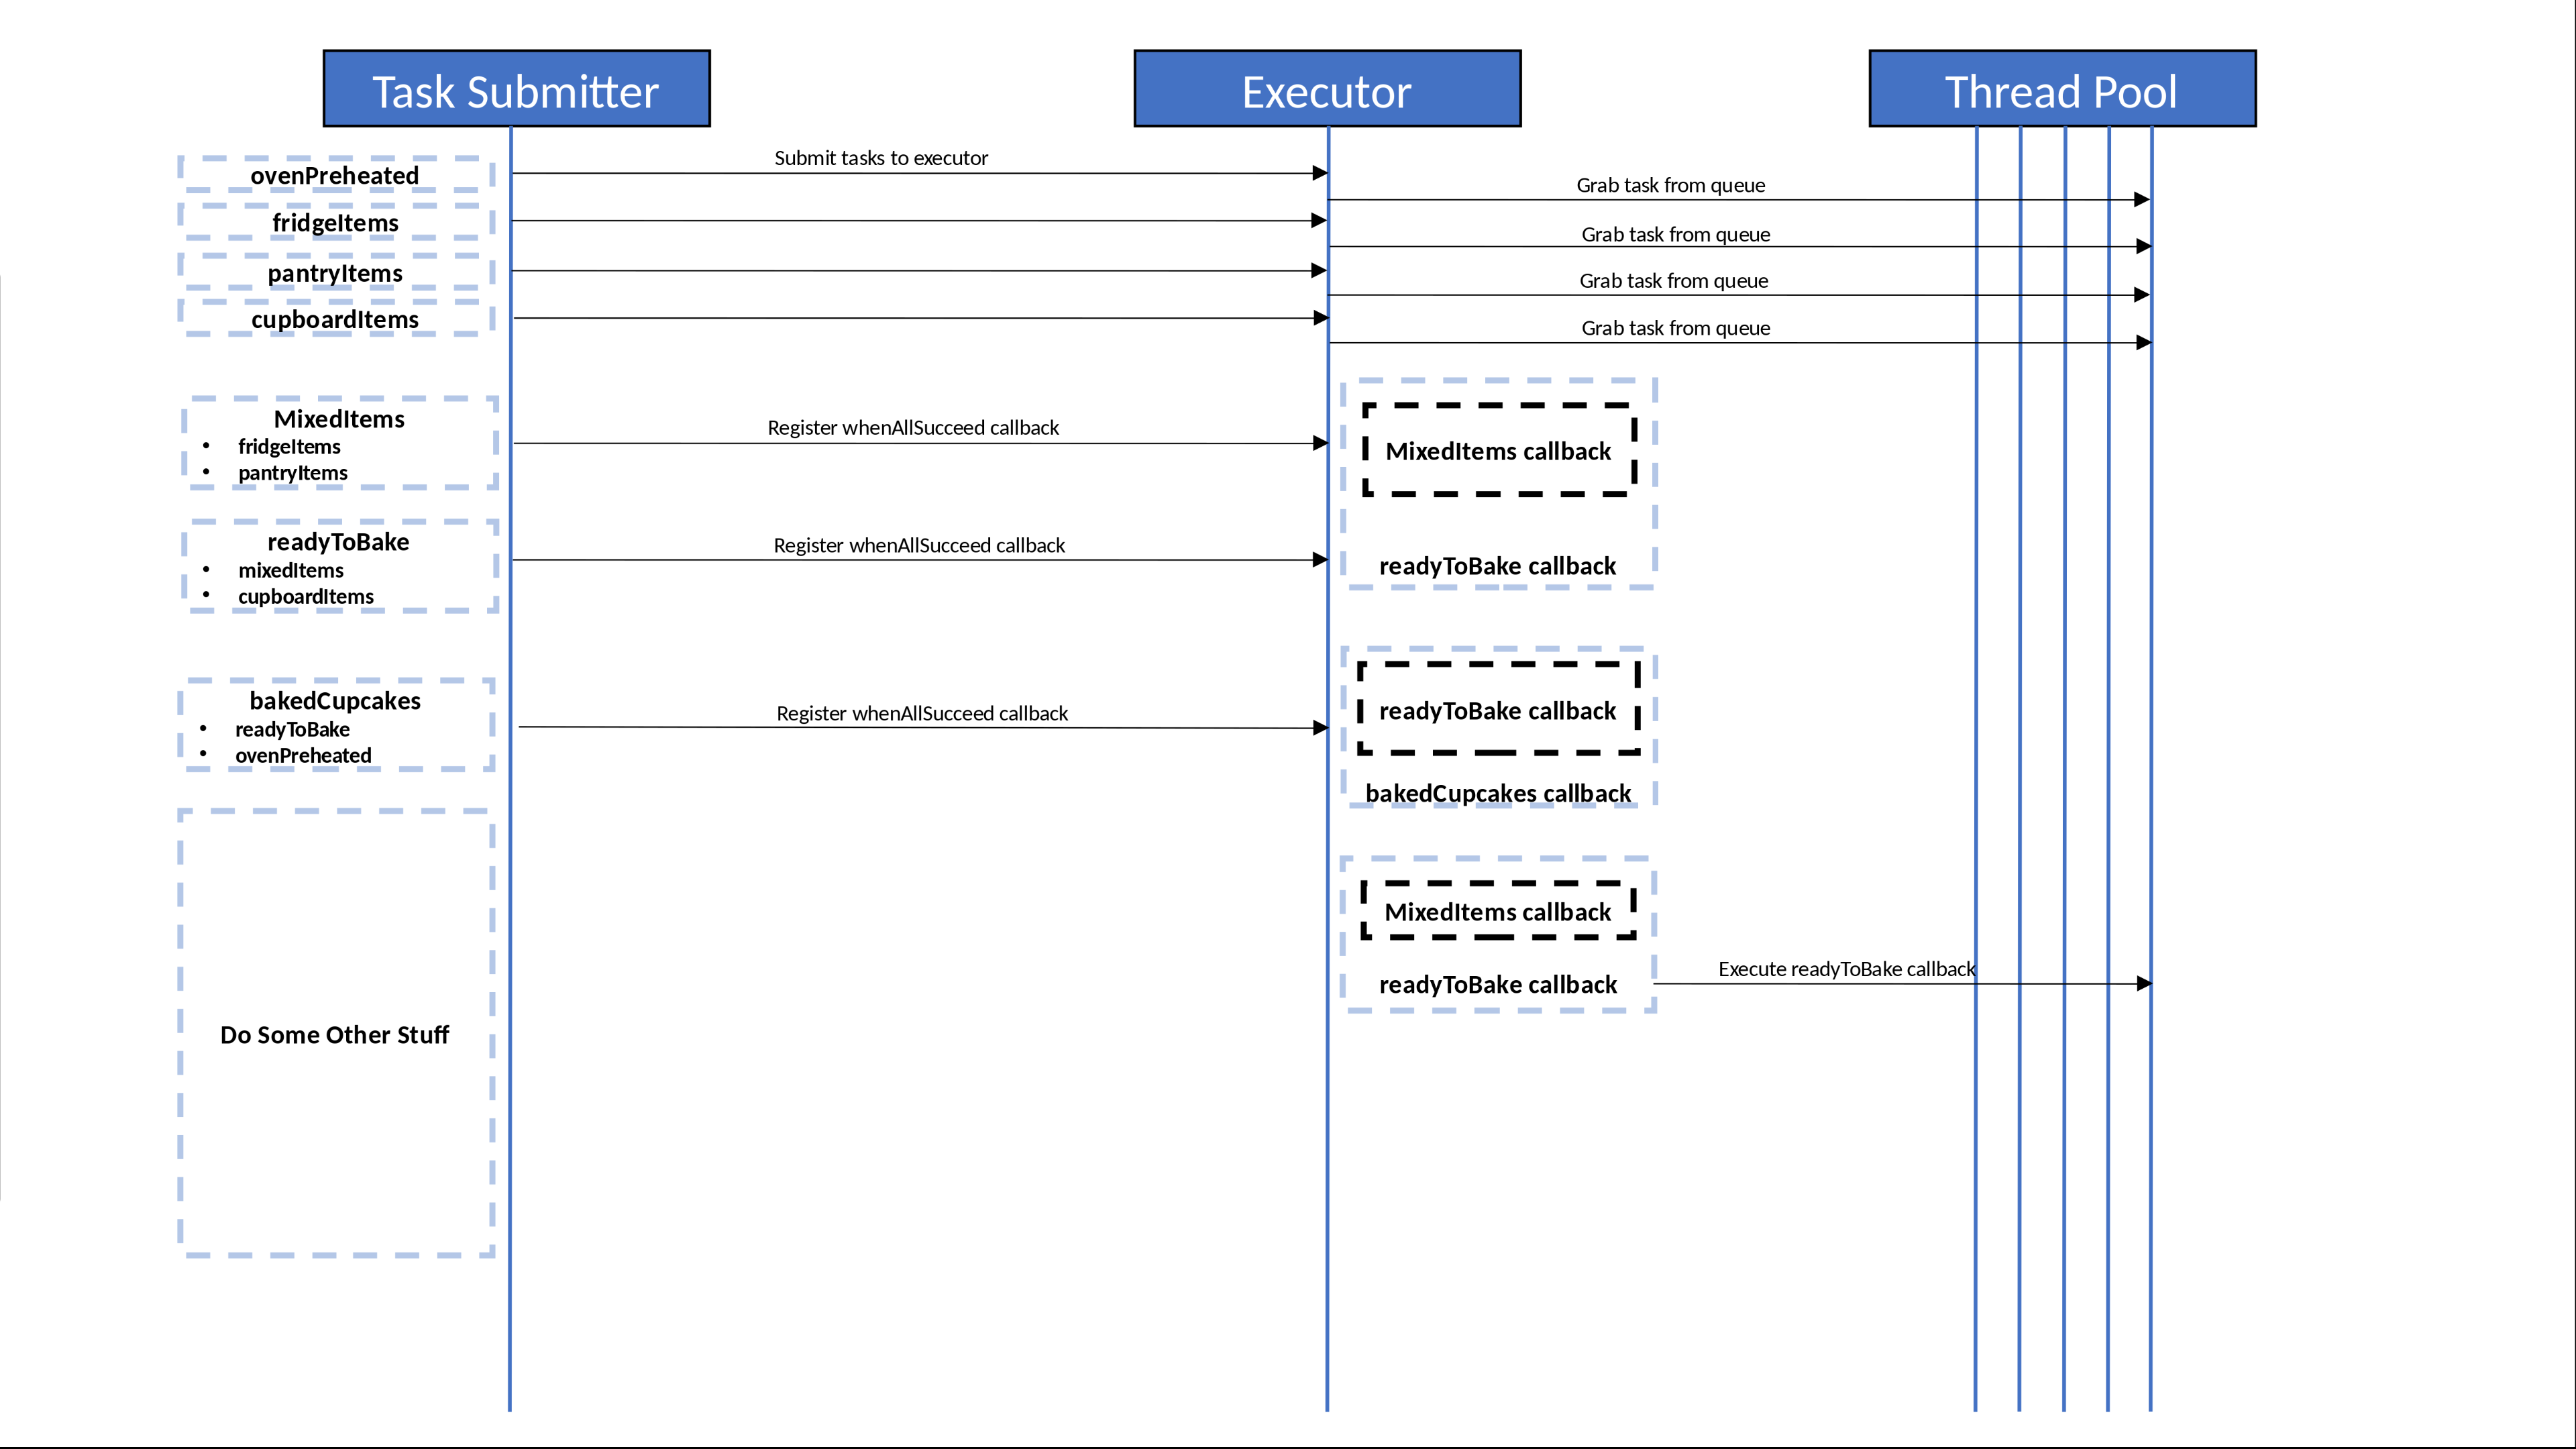 Task Submitter
Executor
Thread Pool
ovenPreheated
Submit tasks to executor
Grab task from queue
fridgeItems
Grab task from queue
pantryItems
Grab task from queue
cupboardItems
Grab task from queue
MixedItems
• fridgeItems
• pantryItems
Register whenAllSucceed callback
MixedItems callback
readyToBake
• mixedItems
• cupboardItems
Register whenAllSucceed callback
readyToBake callback
bakedCupcakes
• readyToBake
• ovenPreheated
Register whenAllSucceed callback
readyToBake callback
bakedCupcakes callback
MixedItems callback
readyToBake callback
Execute readyToBake callback
Do Some Other Stuff